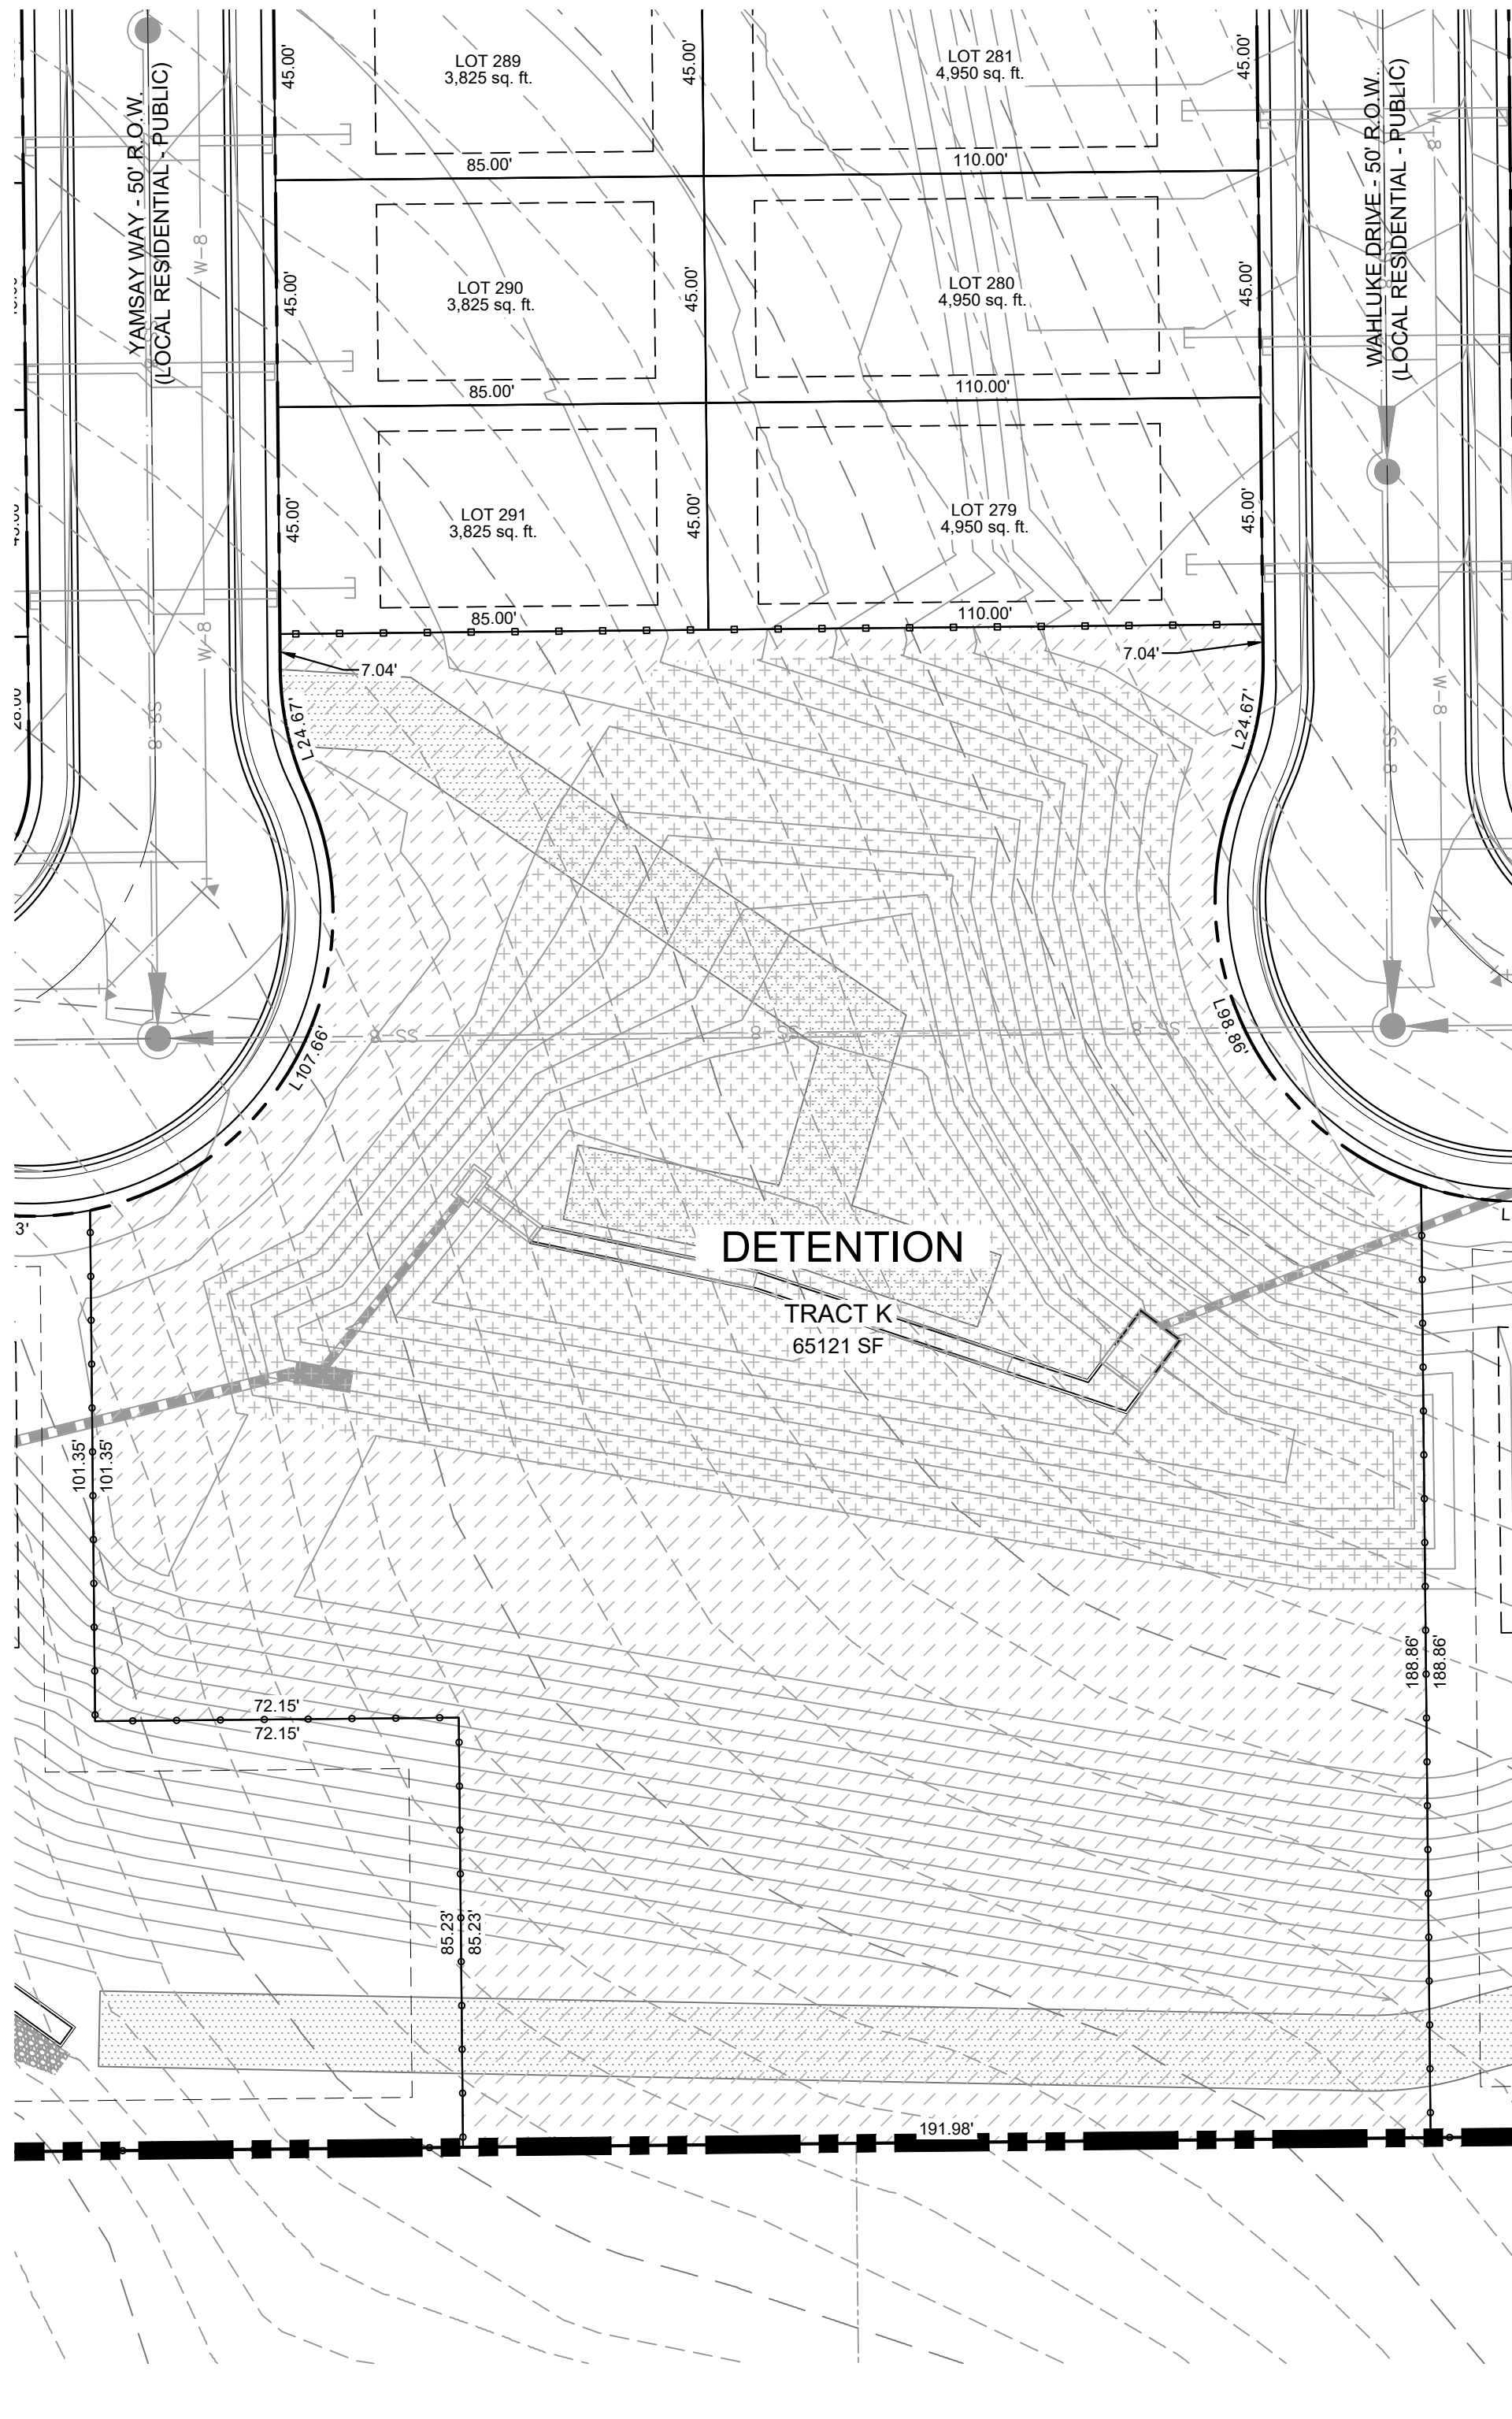 LOT 289
3,825 sq. ft.
LOT 281
4,950 sq. ft.
45.00'
45.00'
45.00'
YAMSAY WAY - 50' R.O.W.
(LOCAL RESIDENTIAL - PUBLIC)
WAHLUKE DRIVE - 50' R.O.W.
(LOCAL RESIDENTIAL - PUBLIC)
W-8
85.00'
110.00'
W-8
LOT 290
3,825 sq. ft.
LOT 280
4,950 sq. ft.
45.00'
45.00'
45.00'
85.00'
110.00'
LOT 291
3,825 sq. ft.
LOT 279
4,950 sq. ft.
45.00'
45.00'
45.00'
85.00'
110.00'
W-8
W-8
7.04'
7.04'
28.00
L24.67'
L24.67'
8-SS
SS-8
L107.66'
L98.86'
8-SS
8-SS
8-SS
3'
L
DETENTION
TRACT K
65121 SF
101.35'
101.35'
188.86'
188.86'
72.15'
72.15'
85.23'
85.23'
191.98'